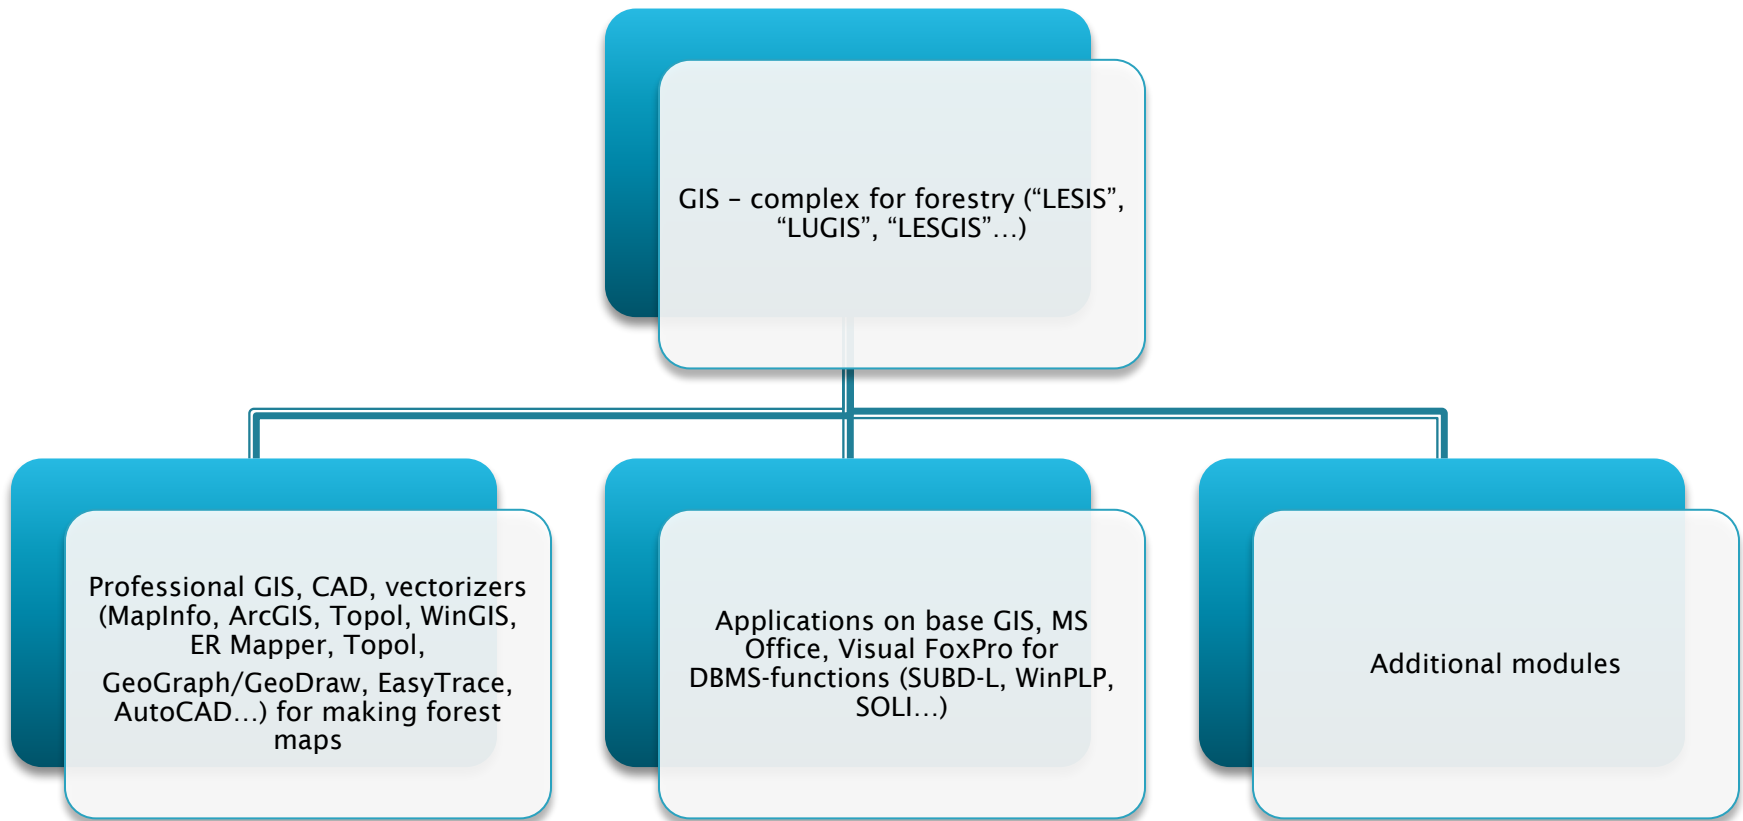 GIS – complex for forestry (“LESIS”,
“LUGIS”, “LESGIS”…)
Professional GIS, CAD, vectorizers
(MapInfo, ArcGIS, Topol, WinGIS,
ER Mapper, Topol,
GeoGraph/GeoDraw, EasyTrace,
AutoCAD…) for making forest
maps
Applications on base GIS, MS
Office, Visual FoxPro for
DBMS-functions (SUBD-L, WinPLP,
SOLI…)
Additional modules